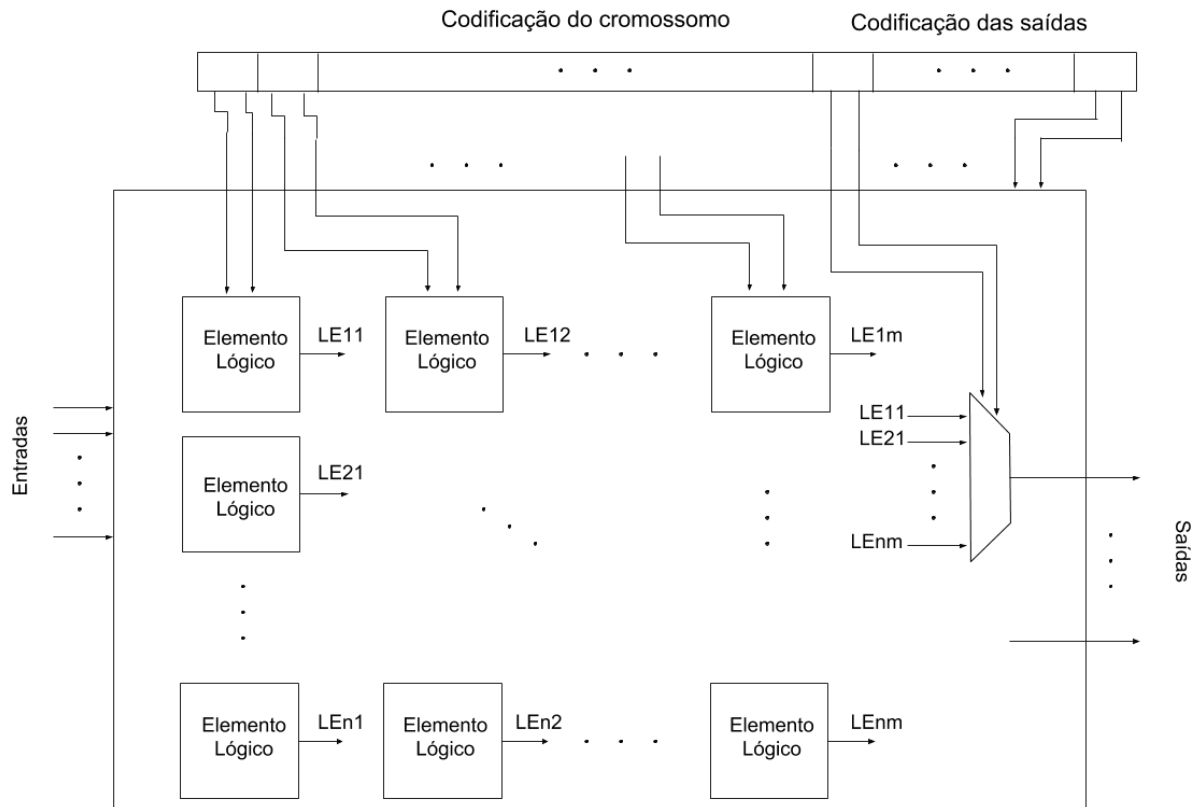 Codificação do cromossomo
Codificação das saídas
Elemento
Lógico
LE11
Elemento
Lógico
LE12
Elemento
Lógico
LE1m
Entradas
Elemento
Lógico
LE21
LE11
LE21
LEnm
Saídas
Elemento
Lógico
LEn1
Elemento
Lógico
LEn2
Elemento
Lógico
LEnm